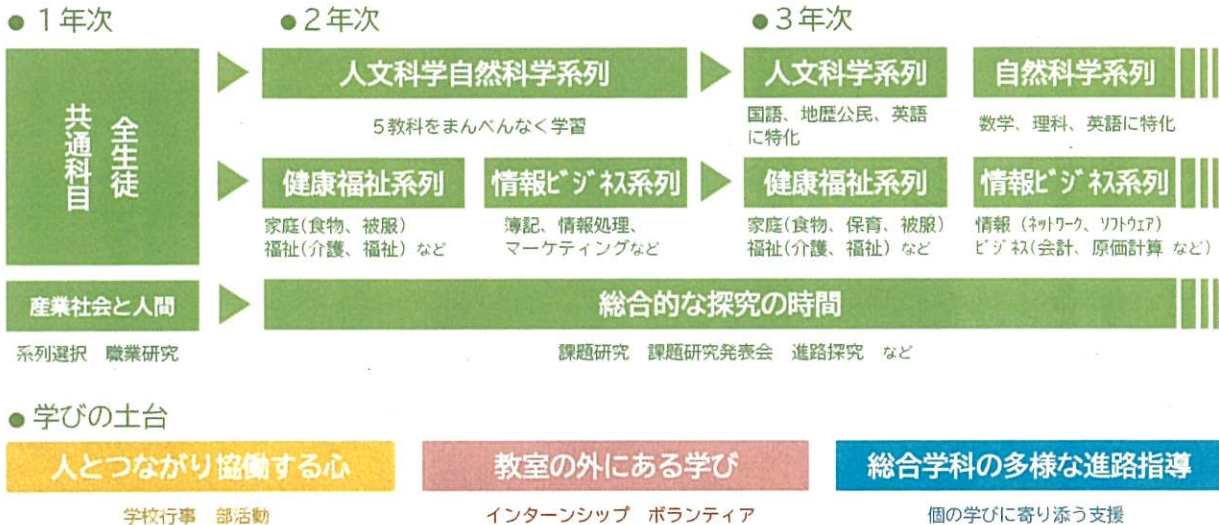 ● 1年次
● 2年次
● 3年次
全生徒
共通科目
人文科学自然科学系列
5教科をまんべんなく学習
人文科学系列
国語、地歴公民、英語
に特化
自然科学系列
数学、理科、英語に特化
健康福祉系列
家庭(食物、被服)
福祉(介護、福祉) など
情報ビジネス系列
簿記、情報処理、
マーケティングなど
健康福祉系列
家庭(食物、保育、被服)
福祉(介護、福祉) など
情報ビジネス系列
情報 (ネットワーク、ソフトウェア)
ビジネス(会計、原価計算 など)
産業社会と人間
系列選択 職業研究
総合的な探究の時間
課題研究 課題研究発表会 進路探究 など
● 学びの土台
人とつながり協働する心
学校行事 部活動
教室の外にある学び
インターンシップ ボランティア
総合学科の多様な進路指導
個の学びに寄り添う支援